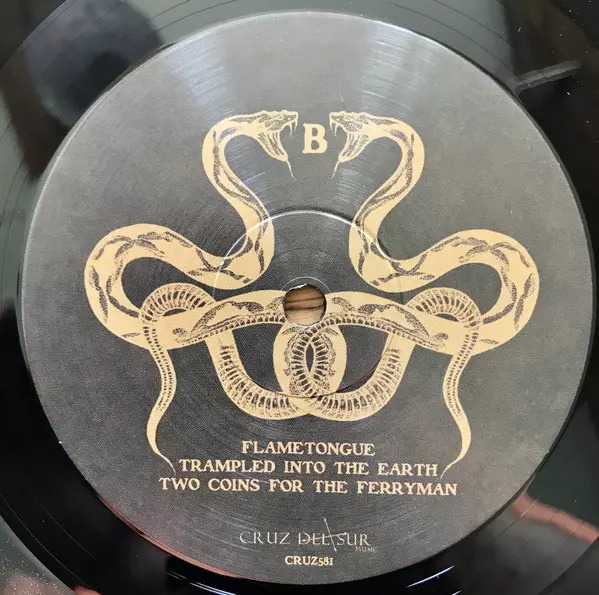 B
FLAMETONGUE
TRAMPLED INTO THE EARTH
TWO COINS FOR THE FERRYMAN
CRUZ DEL SUR
MUSIC
CRUZ581